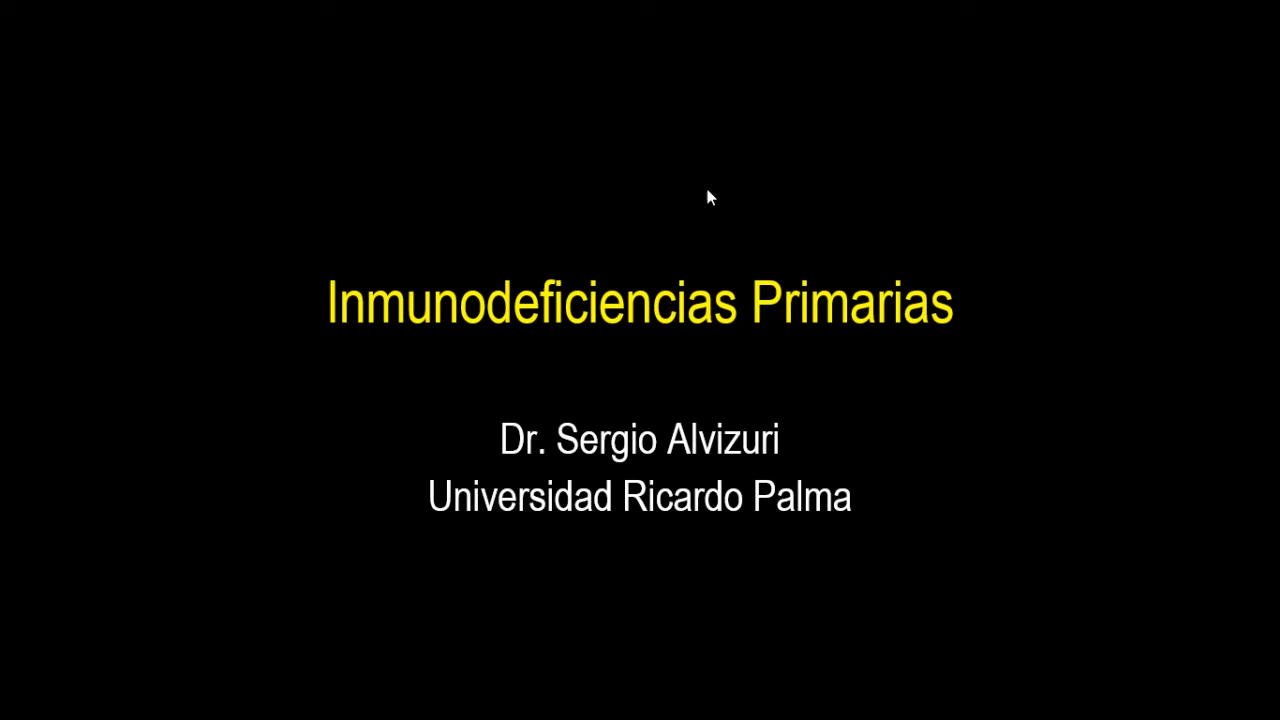 Inmunodeficiencias Primarias
Dr. Sergio Alvizuri
Universidad Ricardo Palma